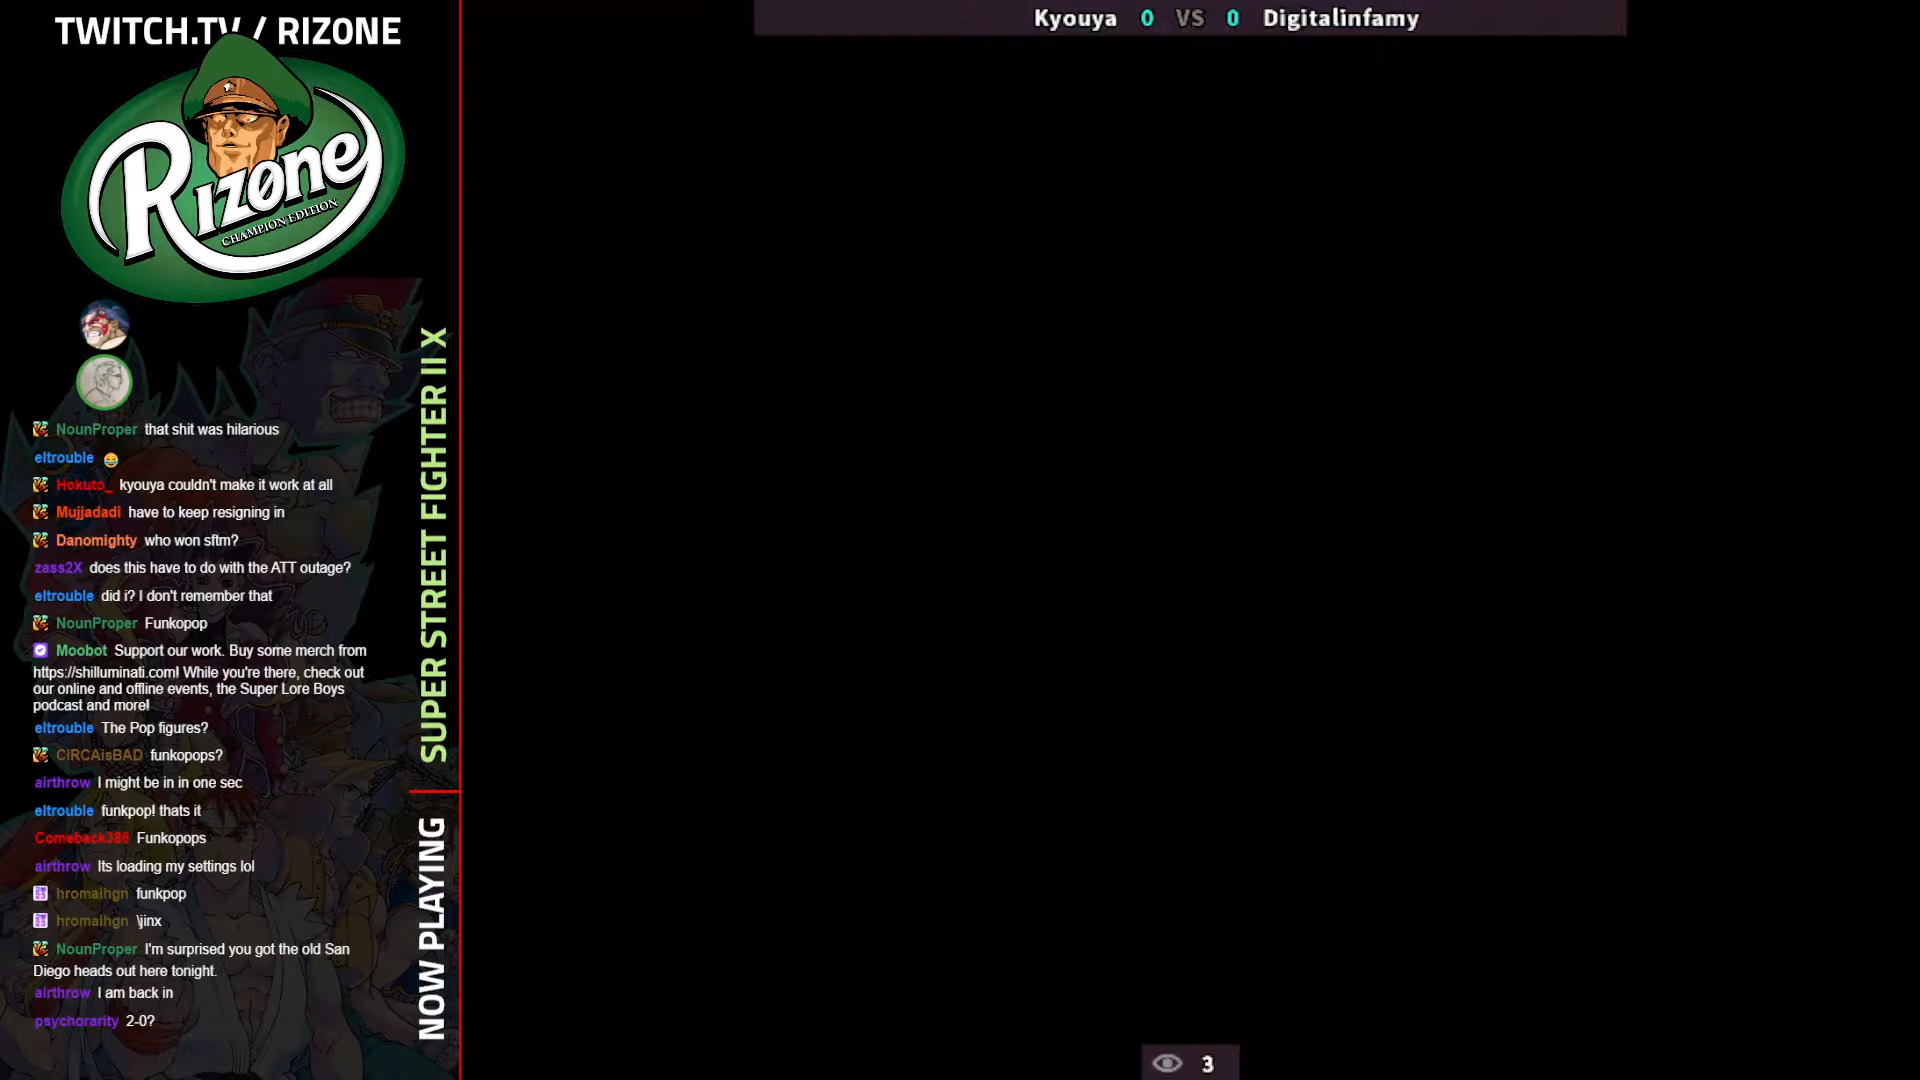 TWITCH.TV / RIZONE
Kyouya 0 VS 0 Digitalinfamy
Rizone
CHAMPION EDITION
NounProper that shit was hilarious
eltrouble
Hokuto_ kyouya couldn't make it work at all
Mujjadadi have to keep resigning in
Danomighty who won sftm?
zass2X does this have to do with the ATT outage?
eltrouble did i? I don't remember that
NounProper Funkopop
Moobot Support our work. Buy some merch from
https://shilluminati.com! While you're there, check out
our online and offline events, the Super Lore Boys
podcast and more!
eltrouble The Pop figures?
CIRCAisBAD funkopops?
airthrow I might be in in one sec
eltrouble funkpop! thats it
Comeback386 Funkopops
airthrow Its loading my settings lol
hromaihgn funkpop
hromaihgn \jinx
NounProper I'm surprised you got the old San
Diego heads out here tonight.
airthrow I am back in
psychorarity 2-0?
NOW PLAYING
SUPER STREET FIGHTER II X
3